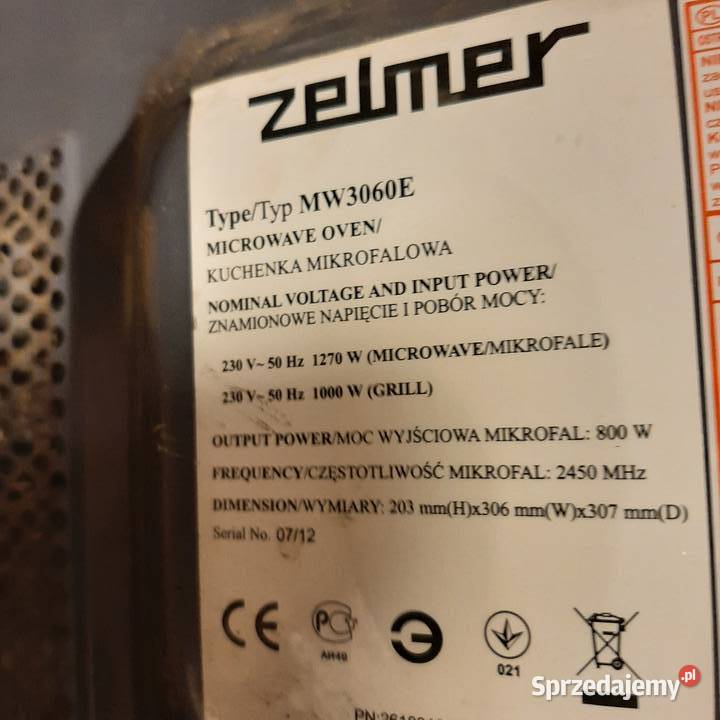 zelmer
Type/Typ MW3060E
MICROWAVE OVEN/
KUCHENKA MIKROFALOWA
NOMINAL VOLTAGE AND INPUT POWER/
ZNAMIONOWE NAPIĘCIE I POBÓR MOCY:
230 V~ 50 Hz 1270 W (MICROWAVE/MIKROFALE)
230 V~ 50 Hz 1000 W (GRILL)
OUTPUT POWER/MOC WYJŚCIOWA MIKROFAL: 800 W
FREQUENCY/CZĘSTOTLIWOŚĆ MIKROFAL: 2450 MHz
DIMENSION/WYMIARY: 203 mm(H)x306 mm(W)x307 mm(D)
Serial No. 07/12
CE
021
PL
Sprzedajemy.pl